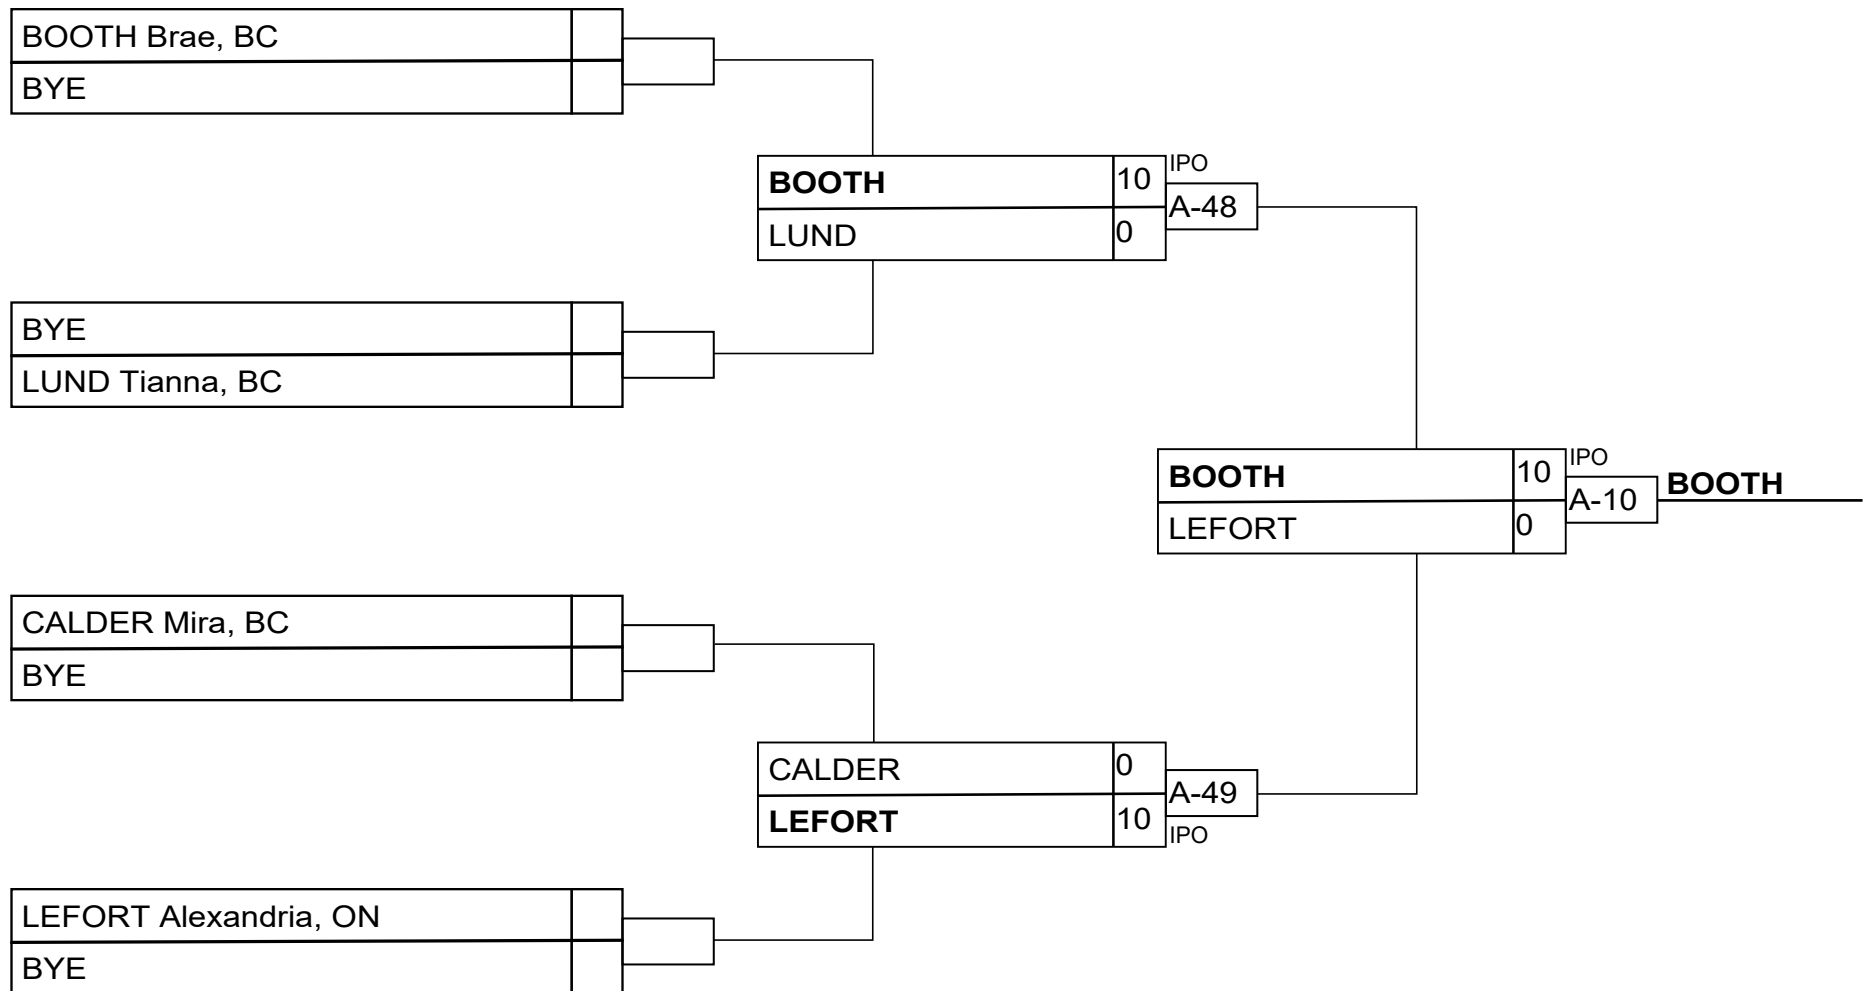 BOOTH Brae, BC
BYE
BOOTH 10 IPO
A-48
LUND 0
BYE
LUND Tianna, BC
BOOTH 10 IPO
A-10 BOOTH
LEFORT 0
CALDER Mira, BC
BYE
CALDER 0
A-49
LEFORT 10 IPO
LEFORT Alexandria, ON
BYE